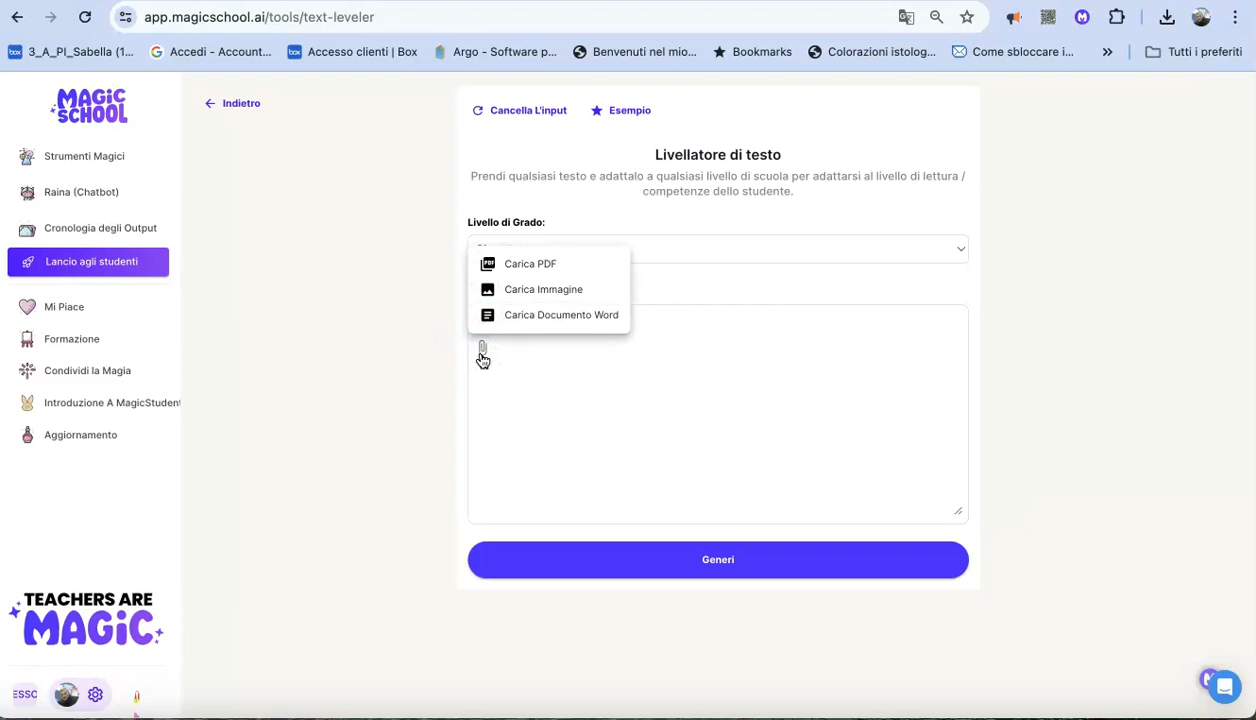 app.magicschool.ai/tools/text-leveler
3_A_PI_Sabella (1...
Accedi - Account...
Accesso clienti | Box
Argo - Software p...
Benvenuti nel mio...
Bookmarks
Colorazioni istolog...
Come sbloccare i...
Tutti i preferiti
MAGIC SCHOOL
Indietro
Strumenti Magici
Raina (Chatbot)
Cronologia degli Output
Lancio agli studenti
Mi Piace
Formazione
Condividi la Magia
Introduzione A MagicStudent
Aggiornamento
TEACHERS ARE
MAGIC
ESSO
Cancella L'input
Esempio
Livellatore di testo
Prendi qualsiasi testo e adattalo a qualsiasi livello di scuola per adattarsi al livello di lettura /
competenze dello studente.
Livello di Grado:
Carica PDF
Carica Immagine
Carica Documento Word
Generi